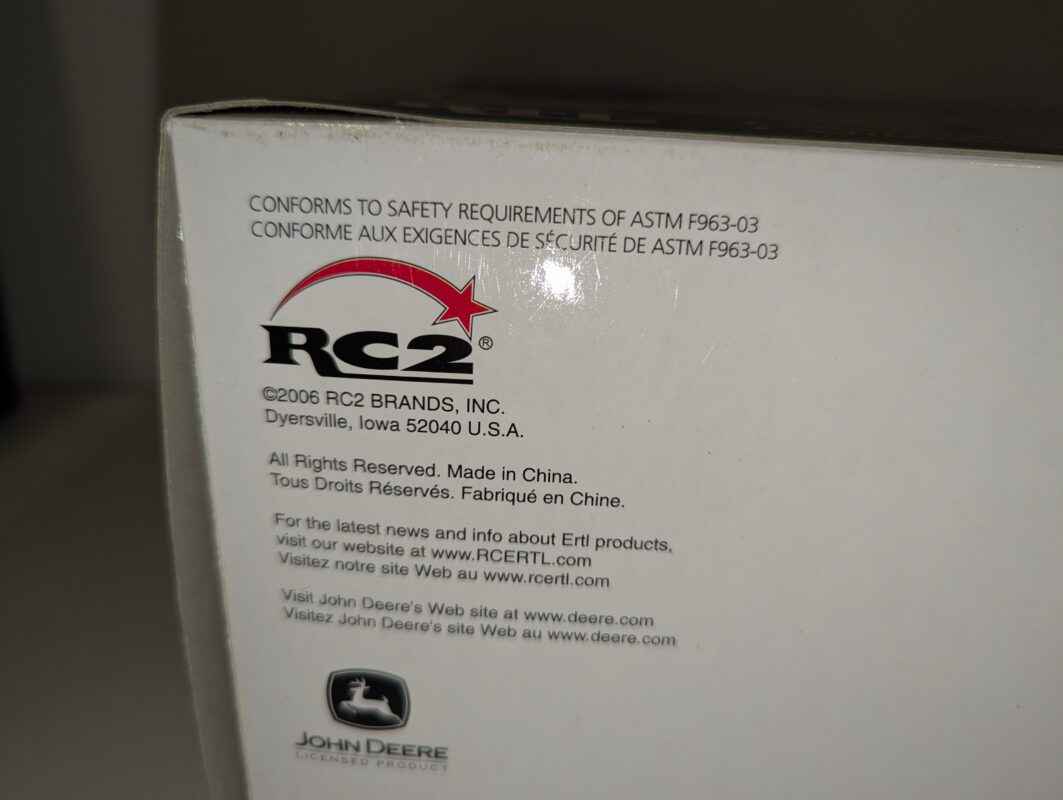 CONFORMS TO SAFETY REQUIREMENTS OF ASTM F963-03
CONFORME AUX EXIGENCES DE SÉCURITÉ DE ASTM F963-03
RC2®
©2006 RC2 BRANDS, INC.
Dyersville, Iowa 52040 U.S.A.
All Rights Reserved. Made in China.
Tous Droits Réservés. Fabriqué en Chine.
For the latest news and info about Ertl products,
visit our website at www.RCERTL.com
Visitez notre site Web au www.rcertl.com
Visit John Deere's Web site at www.deere.com
Visitez John Deere's site Web au www.deere.com
JOHN DEERE
LICENSED PRODUCT